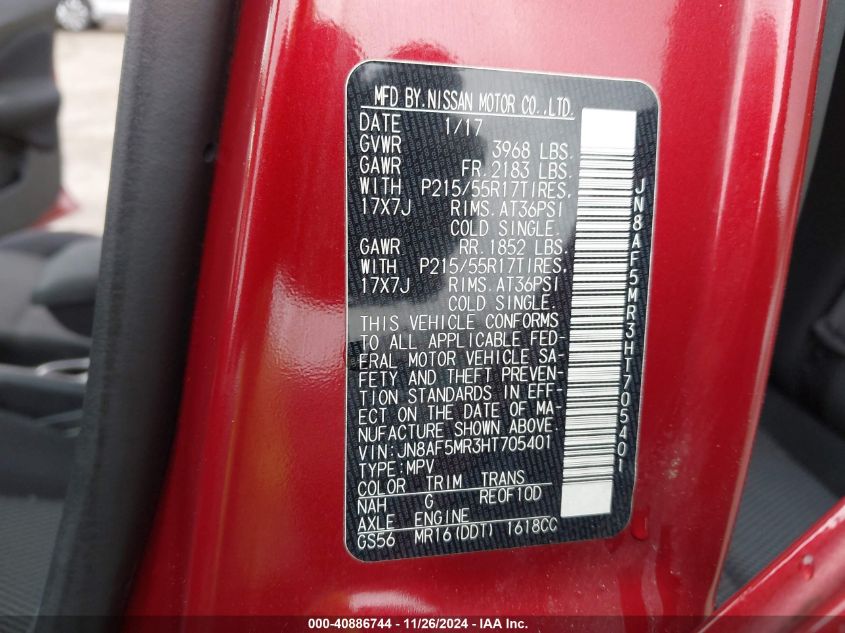 MFD BY.NISSAN MOTOR CO.,LTD.
DATE 1/17
GVWR 3968 LBS.
GAWR FR. 2183 LBS.
WITH P215/55R17TIRES.
17X7J RIMS. AT36PSI
COLD SINGLE.
GAWR RR. 1852 LBS.
WITH P215/55R17TIRES.
17X7J RIMS. AT36PSI
COLD SINGLE.
THIS VEHICLE CONFORMS
TO ALL APPLICABLE FED-
ERAL MOTOR VEHICLE SA-
FETY AND THEFT PREVEN-
TION STANDARDS IN EFF-
ECT ON THE DATE OF MA-
NUFACTURE SHOWN ABOVE.
VIN: JN8AF5MR3HT705401
TYPE: MPV
COLOR TRIM TRANS
NAH G RE0F10D
AXLE ENGINE
GS56 MR16(DDT) 1618CC
JN8AF5MR3HT705401
000-40886744 - 11/26/2024 - IAA Inc.